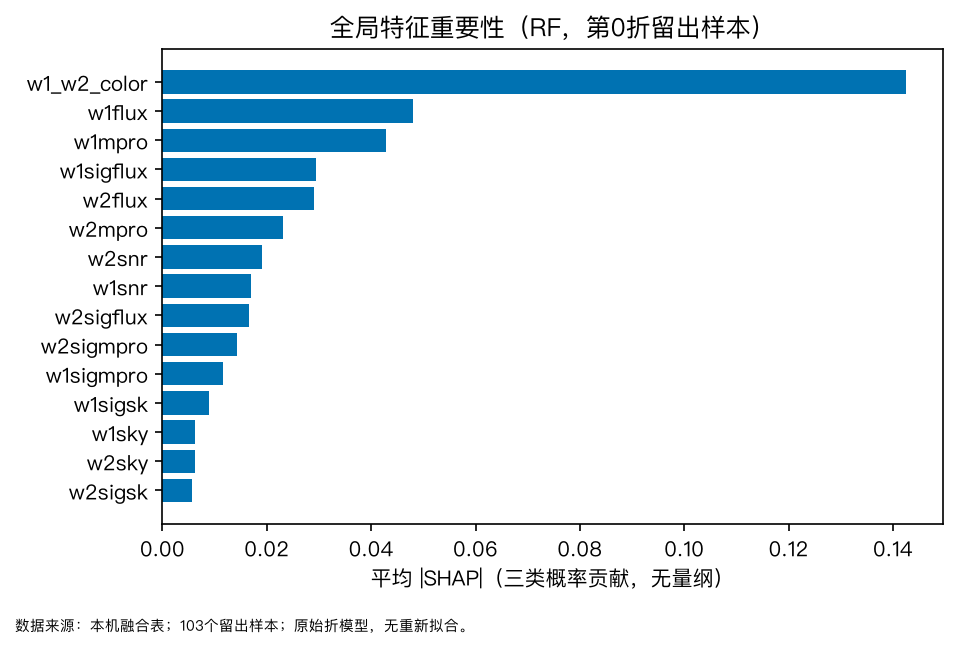 全局特征重要性（RF，第0折留出样本）
w1_w2_color
w1flux
w1mpro
w1sigflux
w2flux
w2mpro
w2snr
w1snr
w2sigflux
w2sigmpro
w1sigmpro
w1sigsk
w1sky
w2sky
w2sigsk
0.00 0.02 0.04 0.06 0.08 0.10 0.12 0.14
平均 |SHAP|（三类概率贡献，无量纲）
数据来源：本机融合表；103个留出样本；原始折模型，无重新拟合。